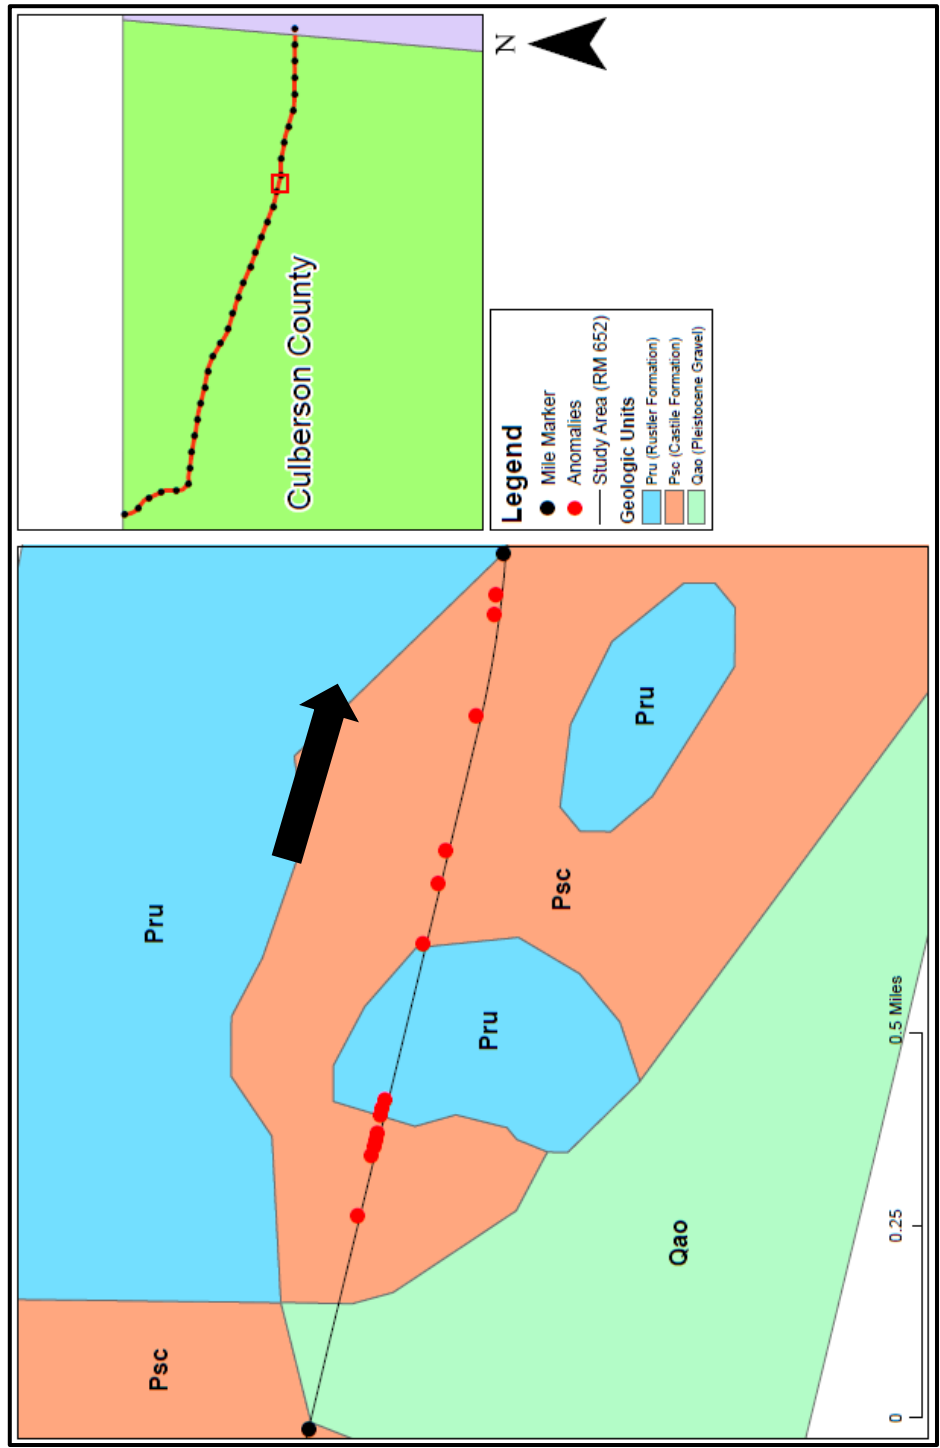 Culberson County
N
Legend
Mile Marker
Anomalies
Study Area (RM 652)
Geologic Units
Pru (Rustler Formation)
Psc (Castile Formation)
Qao (Pleistocene Gravel)
Psc
Pru
Pru
Psc
Pru
Qao
0
0.25
0.5 Miles